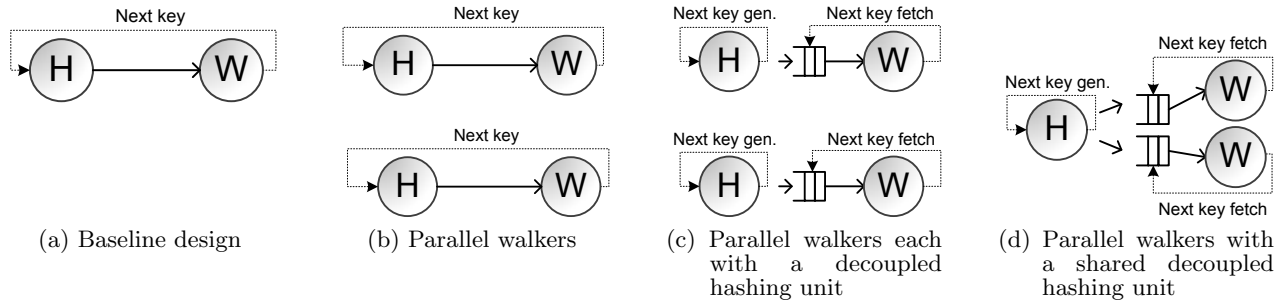 Next key
H
W
(a) Baseline design
Next key
H
W
Next key
H
W
(b) Parallel walkers
Next key gen.
Next key fetch
H
W
Next key gen.
Next key fetch
H
W
(c) Parallel walkers each
with a decoupled
hashing unit
Next key fetch
Next key gen.
W
H
W
Next key fetch
(d) Parallel walkers with
a shared decoupled
hashing unit